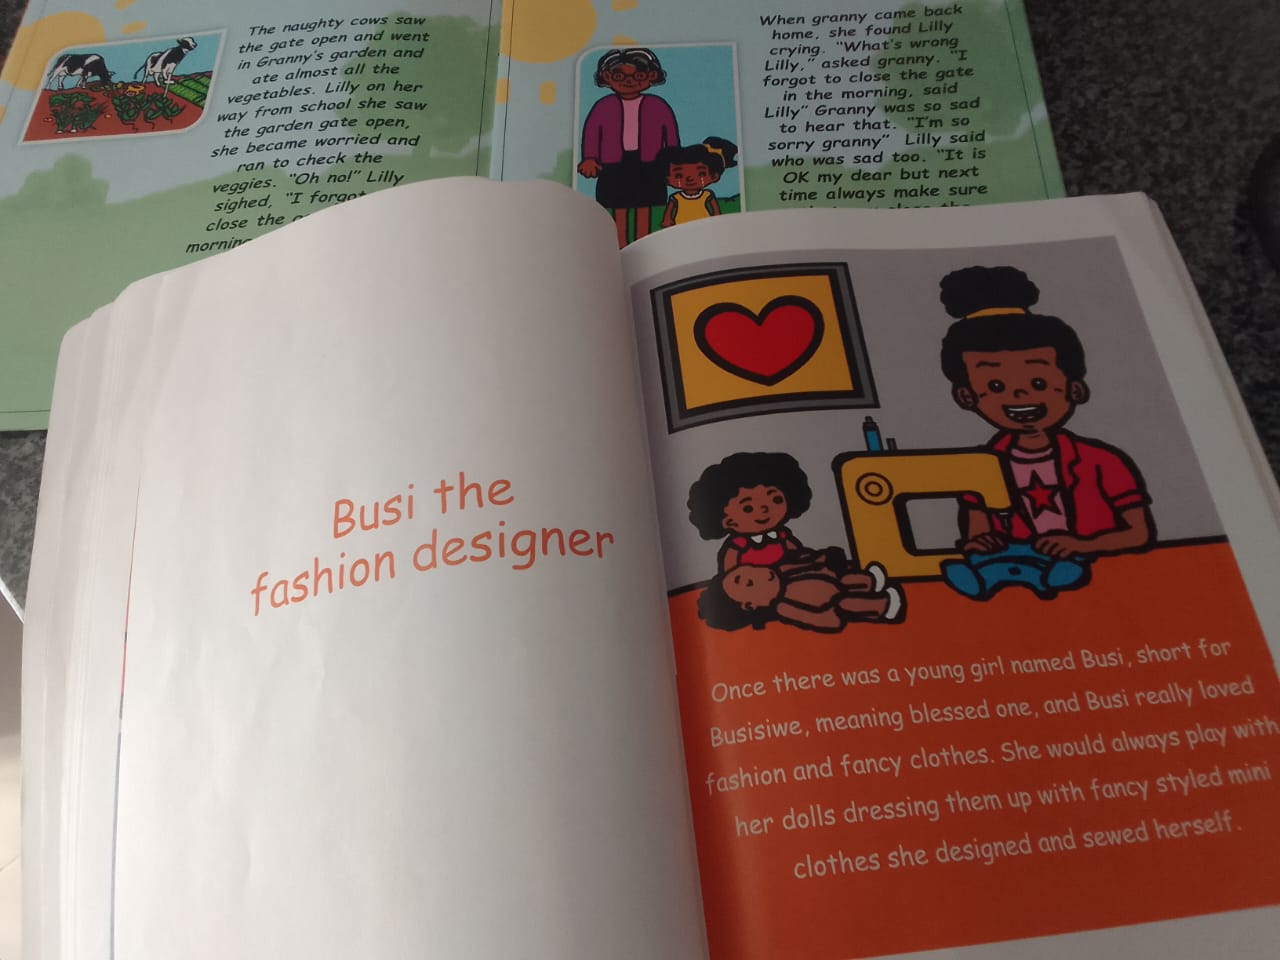 The naughty cows saw
the gate open and went
in Granny's garden and
ate almost all the
vegetables. Lilly on her
way from school she saw
the garden gate open,
she became worried and
ran to check the
veggies. "Oh no!" Lilly
sighed, "I forgot
close the
morning
When granny came back
home, she found Lilly
crying. "What's wrong
Lilly," asked granny. "I
forgot to close the gate
in the morning, said
Lilly" Granny was so sad
to hear that. "I'm so
sorry granny" Lilly said
who was sad too. "It is
OK my dear but next
time always make sure
Busi the
fashion designer
Once there was a young girl named Busi, short for
Busisiwe, meaning blessed one, and Busi really loved
fashion and fancy clothes. She would always play with
her dolls dressing them up with fancy styled mini
clothes she designed and sewed herself.